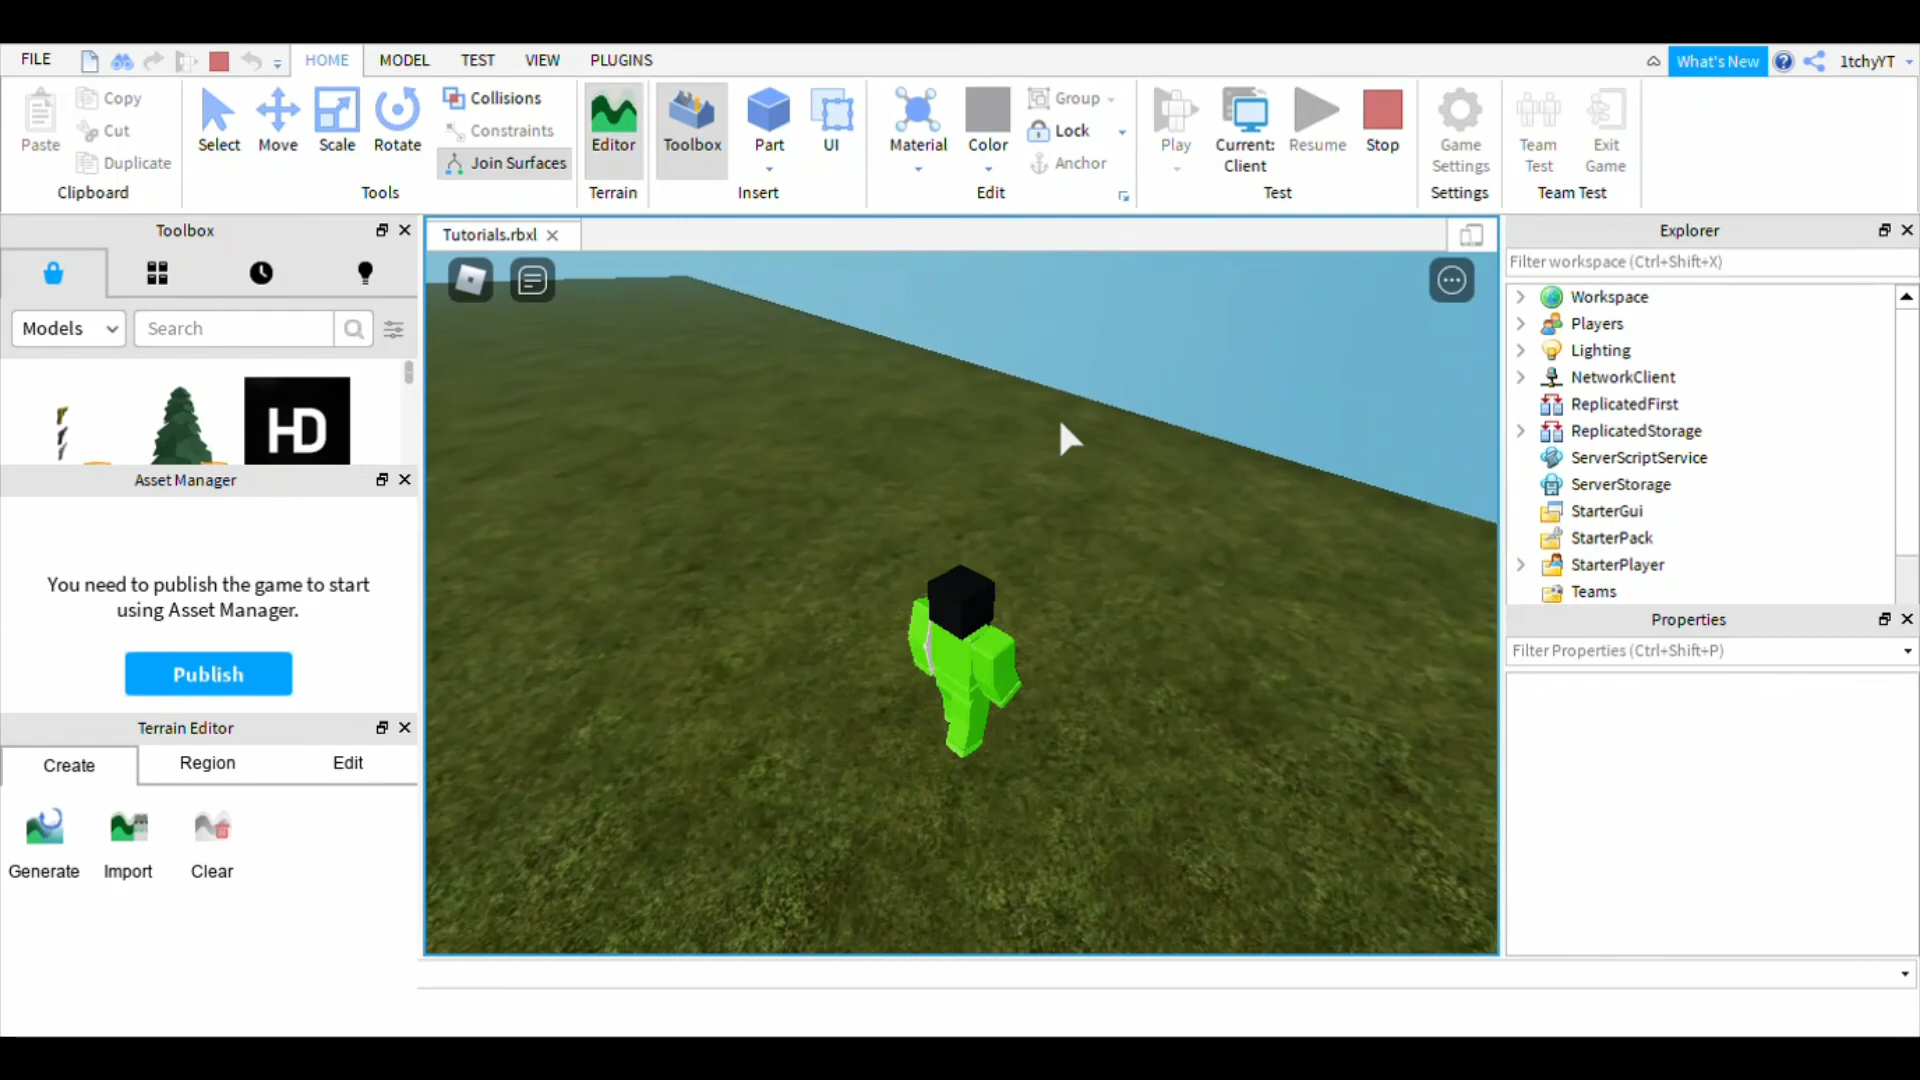 FILE
HOME
MODEL
TEST
VIEW
PLUGINS
What's New
1tchyYT
Paste
Copy
Cut
Duplicate
Clipboard
Select
Move
Scale
Rotate
Collisions
Constraints
Join Surfaces
Tools
Editor
Terrain
Toolbox
Part
UI
Insert
Material
Color
Group
Lock
Anchor
Edit
Play
Current:
Client
Resume
Stop
Test
Game
Settings
Settings
Team
Test
Exit
Game
Team Test
Toolbox
Models
Search
HD
Asset Manager
You need to publish the game to start
using Asset Manager.
Publish
Terrain Editor
Create
Region
Edit
Generate
Import
Clear
Tutorials.rbxl
Explorer
Filter workspace (Ctrl+Shift+X)
Workspace
Players
Lighting
NetworkClient
ReplicatedFirst
ReplicatedStorage
ServerScriptService
ServerStorage
StarterGui
StarterPack
StarterPlayer
Teams
Properties
Filter Properties (Ctrl+Shift+P)